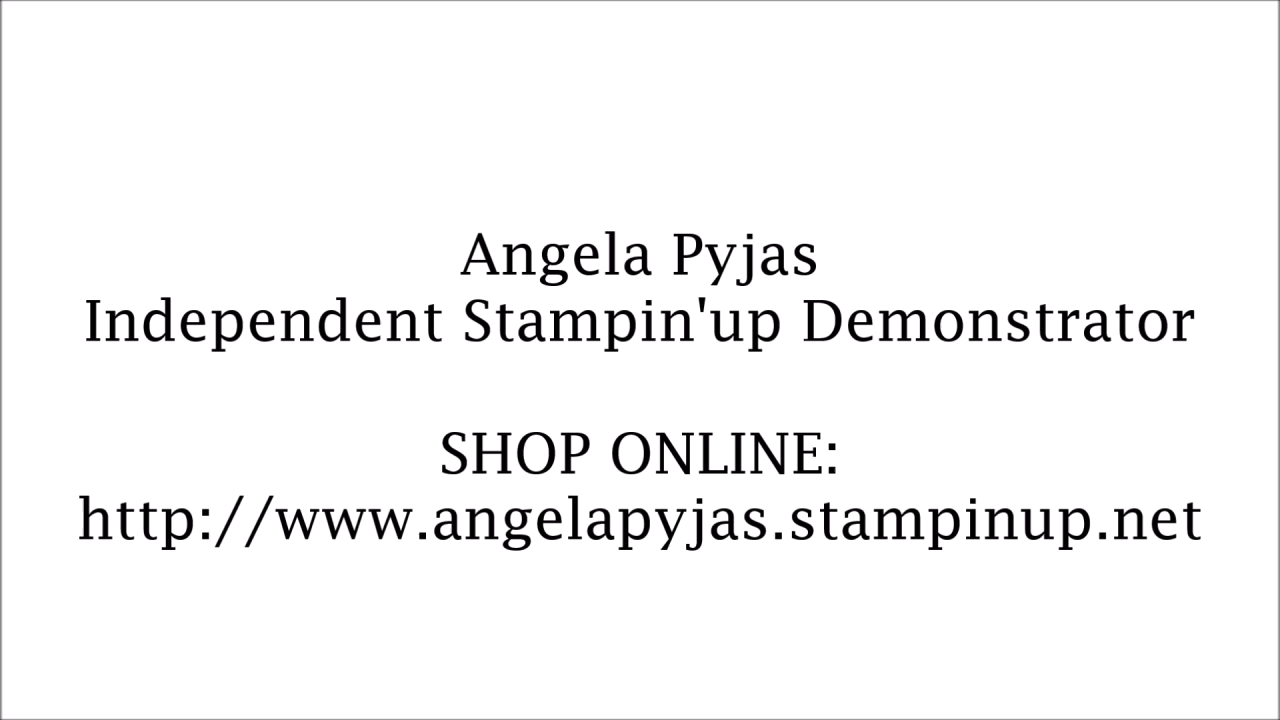 Angela Pyjas
Independent Stampin'up Demonstrator
SHOP ONLINE:
http://www.angelapyjas.stampinup.net